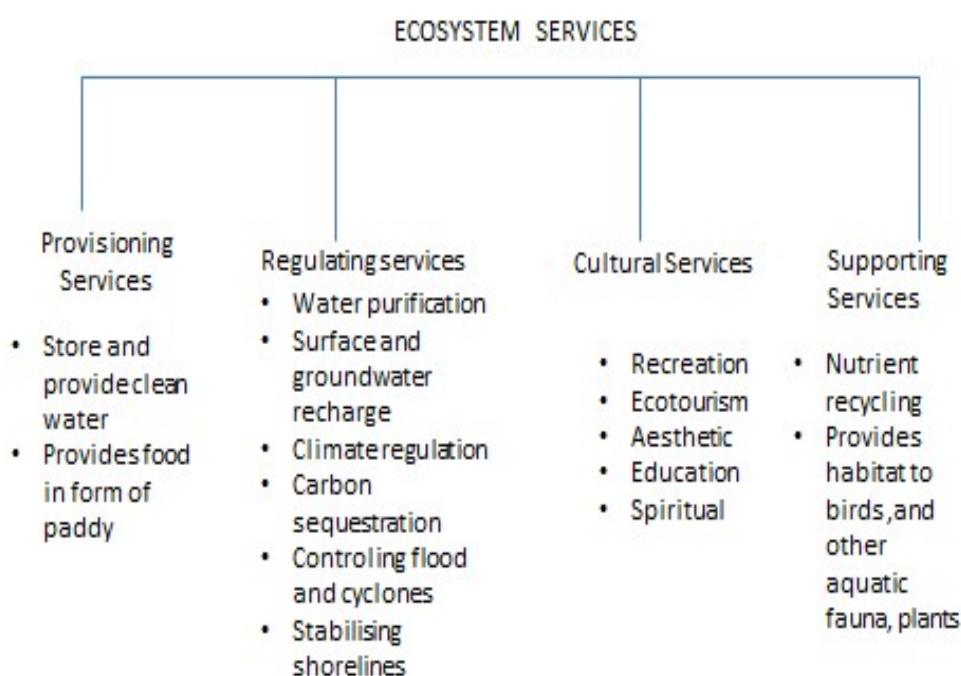 ECOSYSTEM SERVICES
Provisioning
Services
• Store and
provide clean
water
• Provides food
in form of
paddy
Regulating services
• Water purification
• Surface and
groundwater
recharge
• Climate regulation
• Carbon
sequestration
• Controling flood
and cyclones
• Stabilising
shorelines
Cultural Services
• Recreation
• Ecotourism
• Aesthetic
• Education
• Spiritual
Supporting
Services
• Nutrient
recycling
• Provides
habitat to
birds, and
other
aquatic
fauna, plants